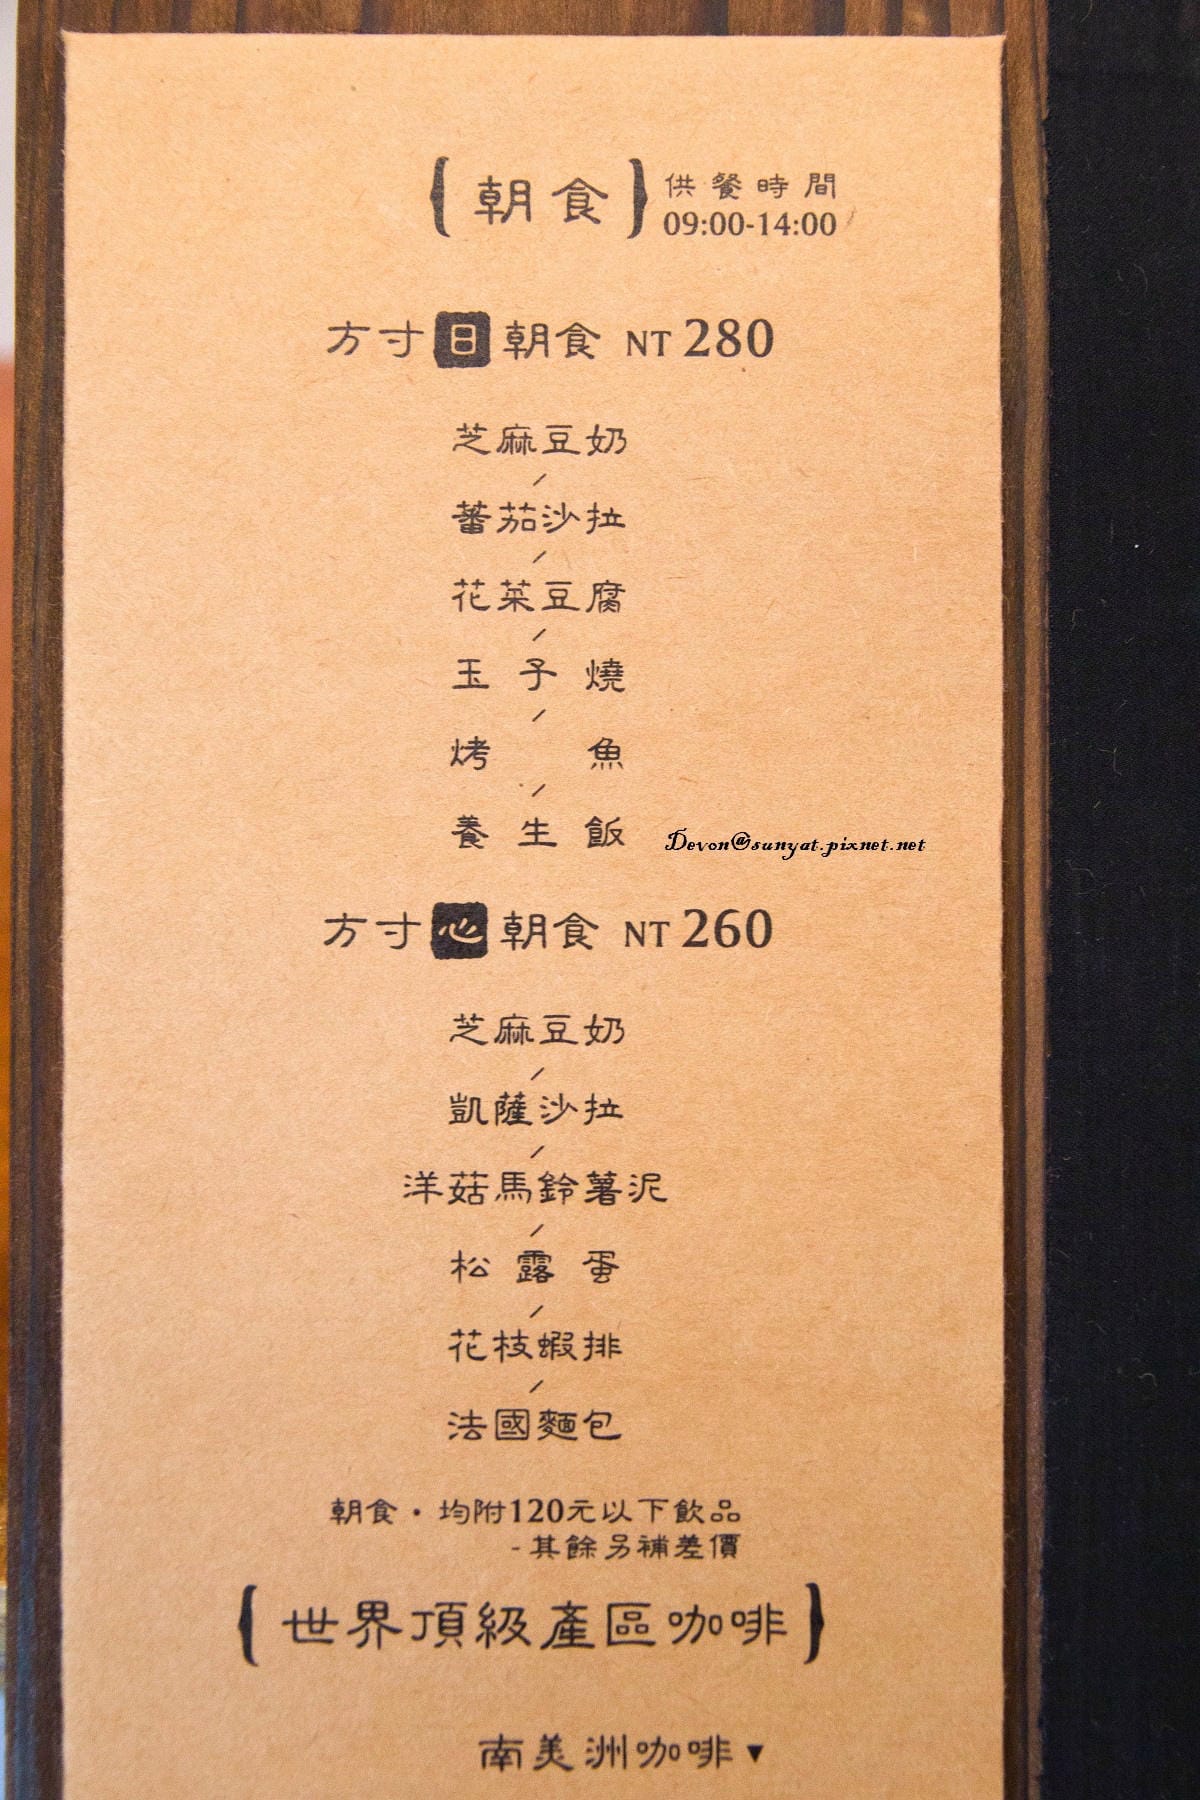 {朝食} 供餐時間
09:00-14:00
方寸日朝食 NT 280
芝麻豆奶
/
蕃茄沙拉
/
花菜豆腐
/
玉子燒
/
烤魚
/
養生飯
Devon@sunyat.pixnet.net
方寸心朝食 NT 260
芝麻豆奶
/
凱薩沙拉
/
洋菇馬鈴薯泥
/
松露蛋
/
花枝蝦排
/
法國麵包
朝食・均附120元以下飲品
-其餘另補差價
{世界頂級產區咖啡}
南美洲咖啡▼